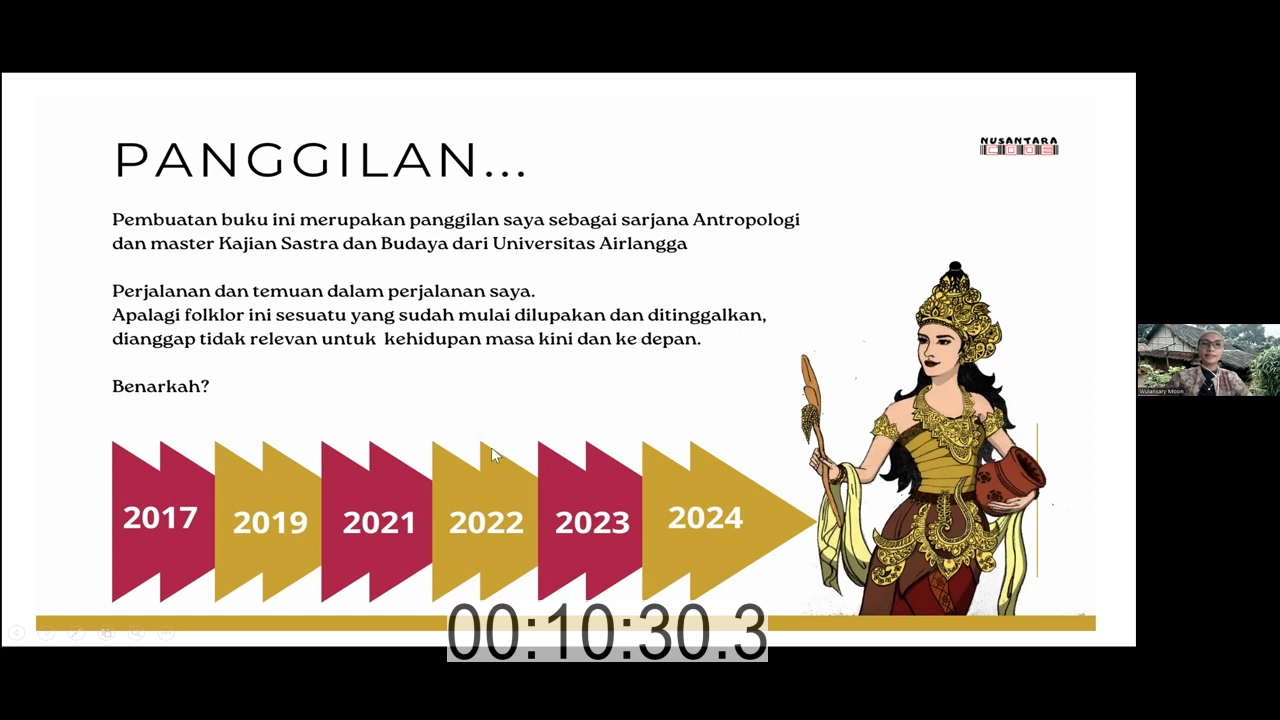 PANGGILAN...
NUSANTARA
CODE
Pembuatan buku ini merupakan panggilan saya sebagai sarjana Antropologi
dan master Kajian Sastra dan Budaya dari Universitas Airlangga
Perjalanan dan temuan dalam perjalanan saya.
Apalagi folklor ini sesuatu yang sudah mulai dilupakan dan ditinggalkan,
dianggap tidak relevan untuk kehidupan masa kini dan ke depan.
Benarkah?
Wulansary Moon
2017 2019 2021 2022 2023 2024
00:10:30.3